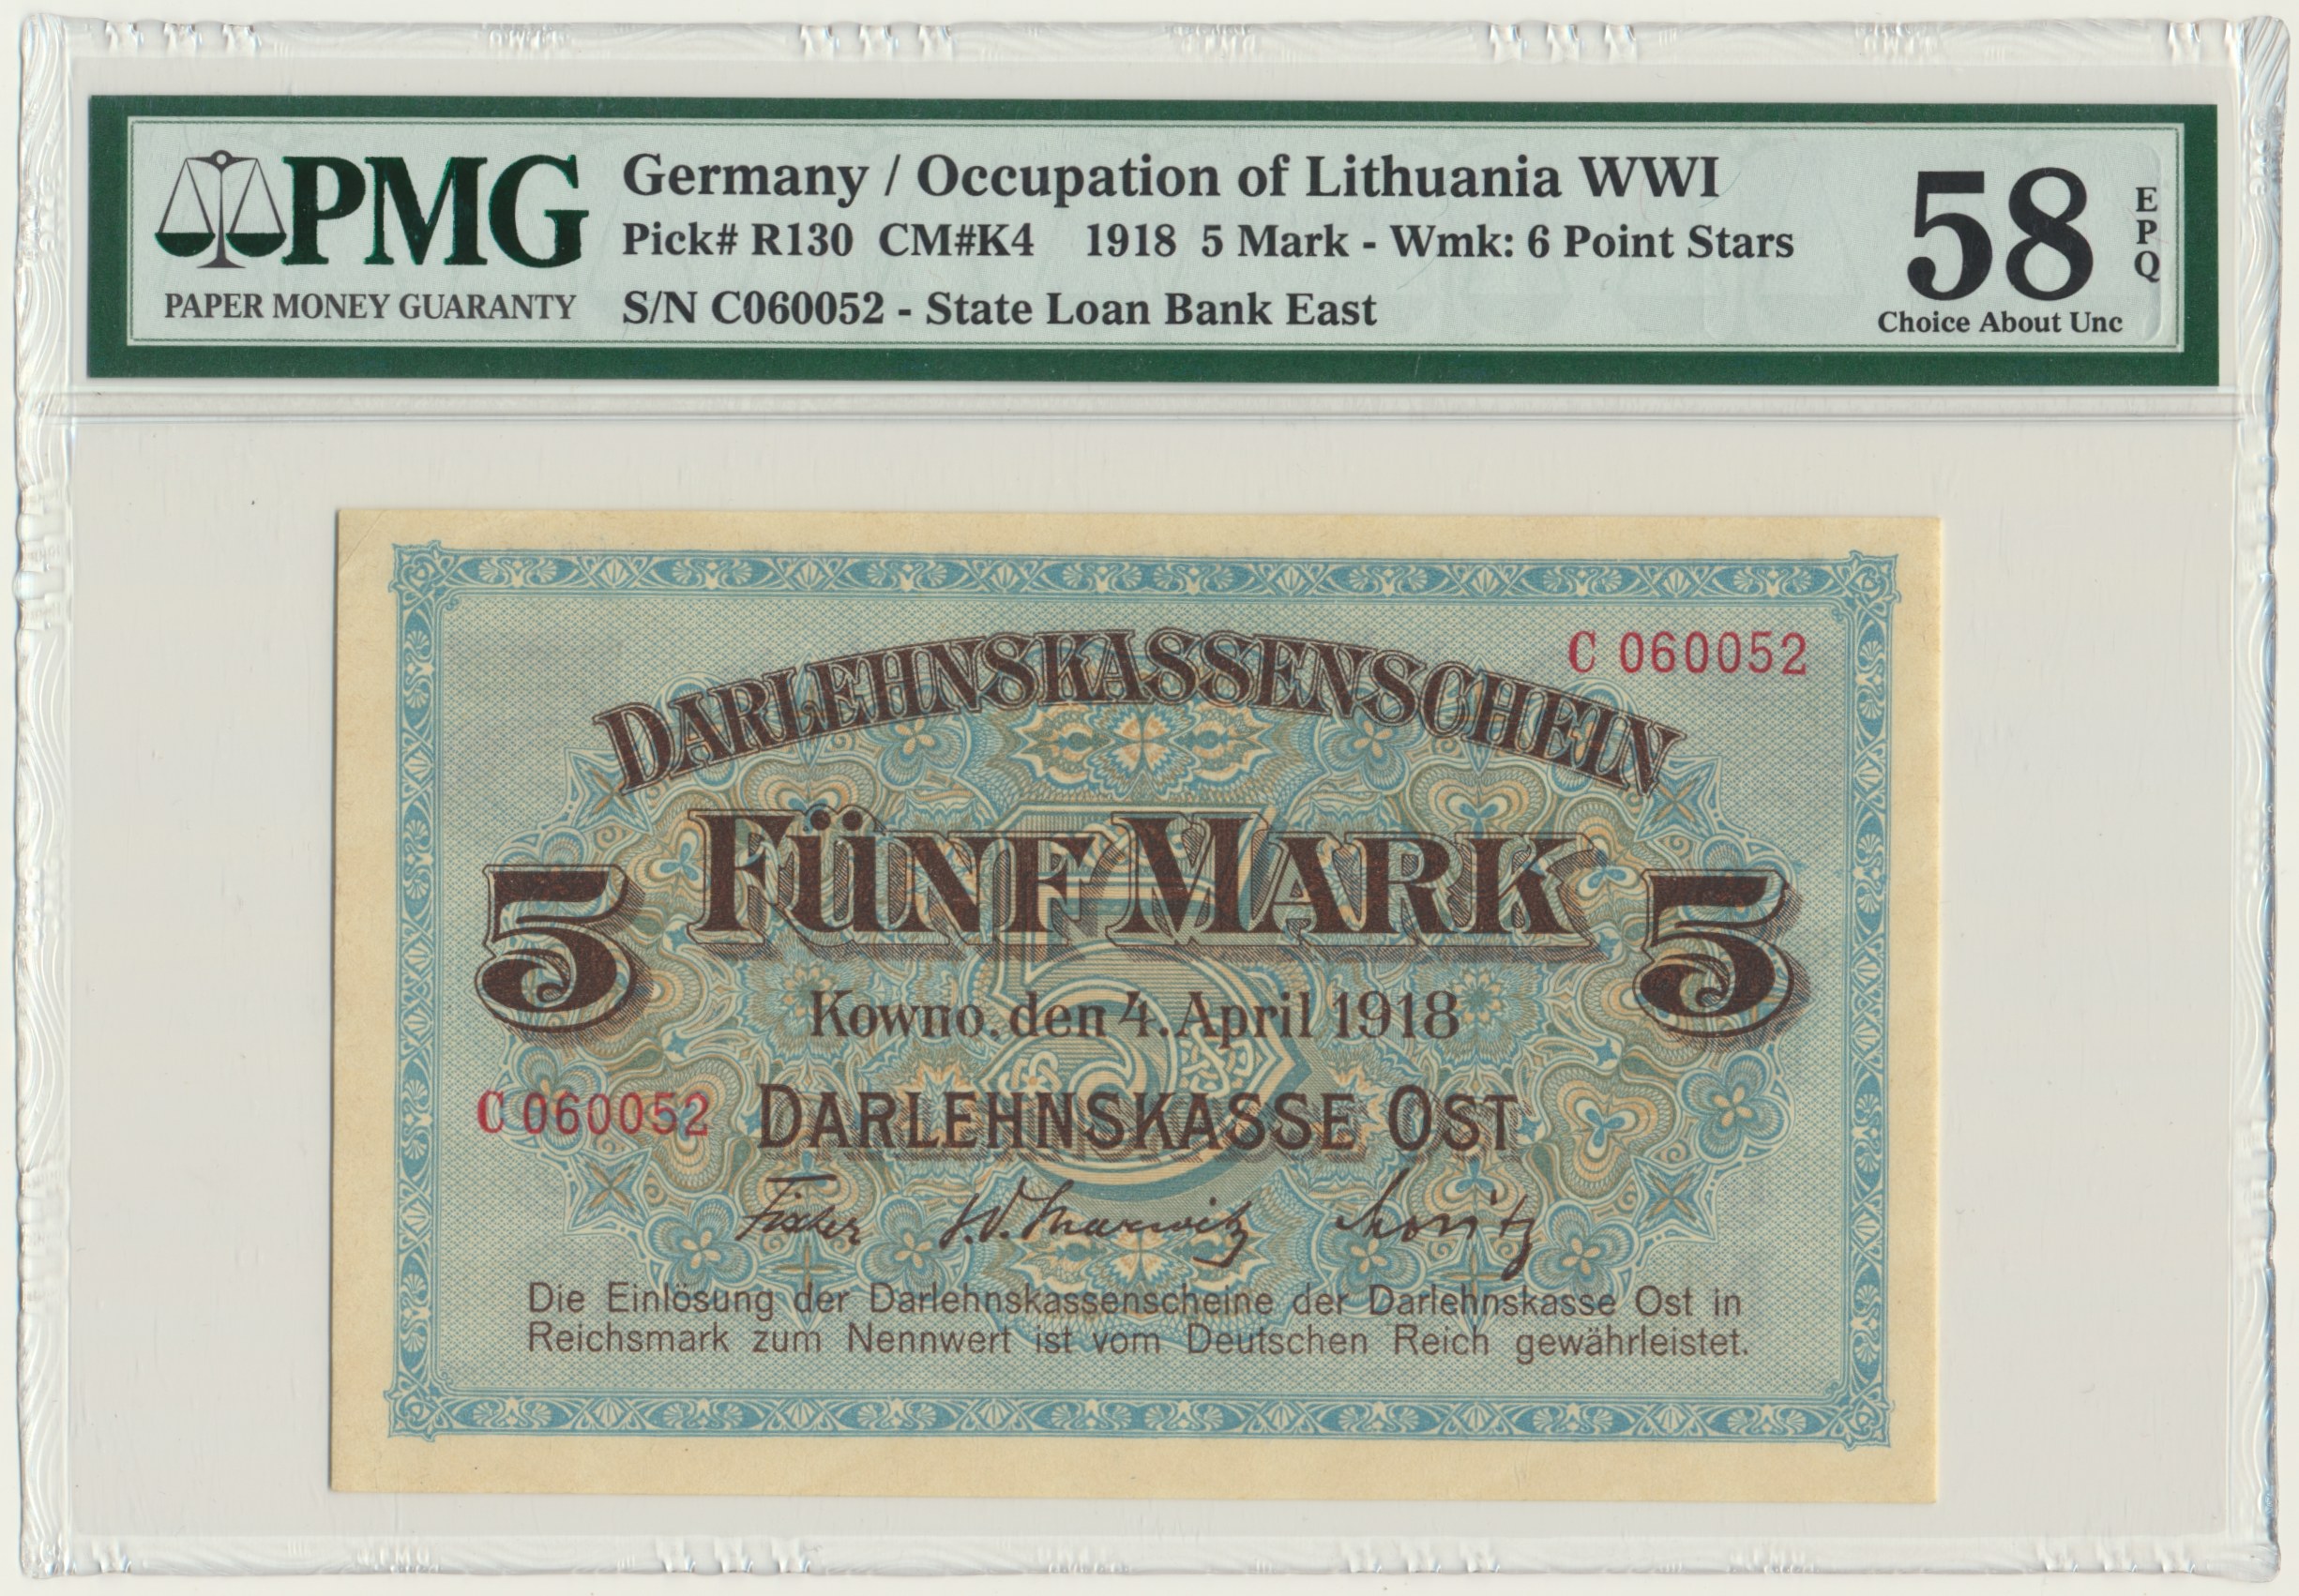 PMG
PAPER MONEY GUARANTY
Germany / Occupation of Lithuania WWI
Pick# R130 CM#K4 1918 5 Mark - Wmk: 6 Point Stars
S/N C060052 - State Loan Bank East
58
EPQ
Choice About Unc
C 060052
DARLEHNSKASSENSCHEIN
5 FÜNF MARK 5
Kowno, den 4. April 1918
C 060052 DARLEHNSKASSE OST
Fischer
Moritz
Die Einlösung der Darlehnskassenscheine der Darlehnskasse Ost in
Reichsmark zum Nennwert ist vom Deutschen Reich gewährleistet.